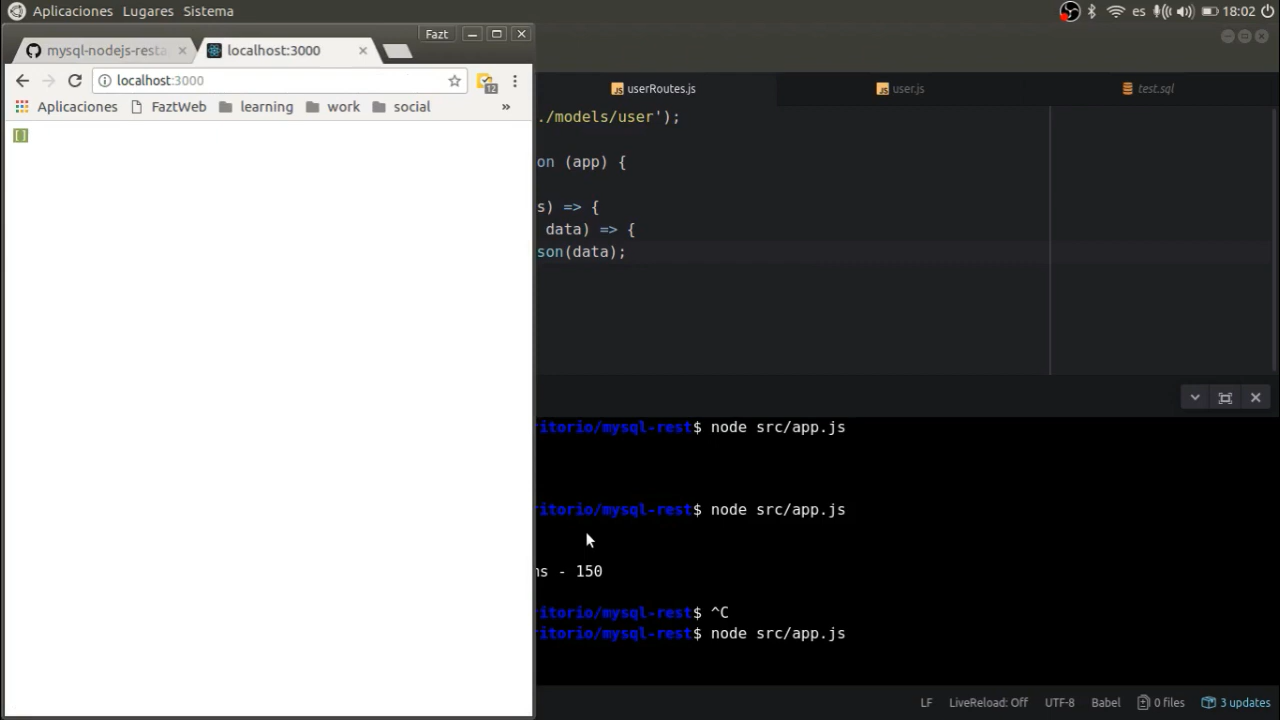 Aplicaciones Lugares Sistema es 18:02
Fazt
mysql-nodejs-resta localhost:3000
localhost:3000 12
Aplicaciones FaztWeb learning work social »
[]
userRoutes.js user.js test.sql
./models/user');
on (app) {
s) => {
data) => {
son(data);
ritorio/mysql-rest$ node src/app.js
ritorio/mysql-rest$ node src/app.js
ms - 150
ritorio/mysql-rest$ ^C
ritorio/mysql-rest$ node src/app.js
LF LiveReload: Off UTF-8 Babel 0 files 3 updates